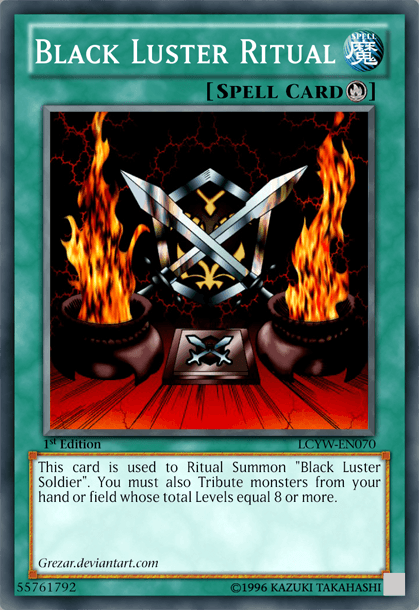 BLACK LUSTER RITUAL
SPELL
魔
[SPELL CARD]
1st Edition
LCYW-EN070
This card is used to Ritual Summon "Black Luster
Soldier". You must also Tribute monsters from your
hand or field whose total Levels equal 8 or more.
Grezar.deviantart.com
55761792
©1996 KAZUKI TAKAHASHI